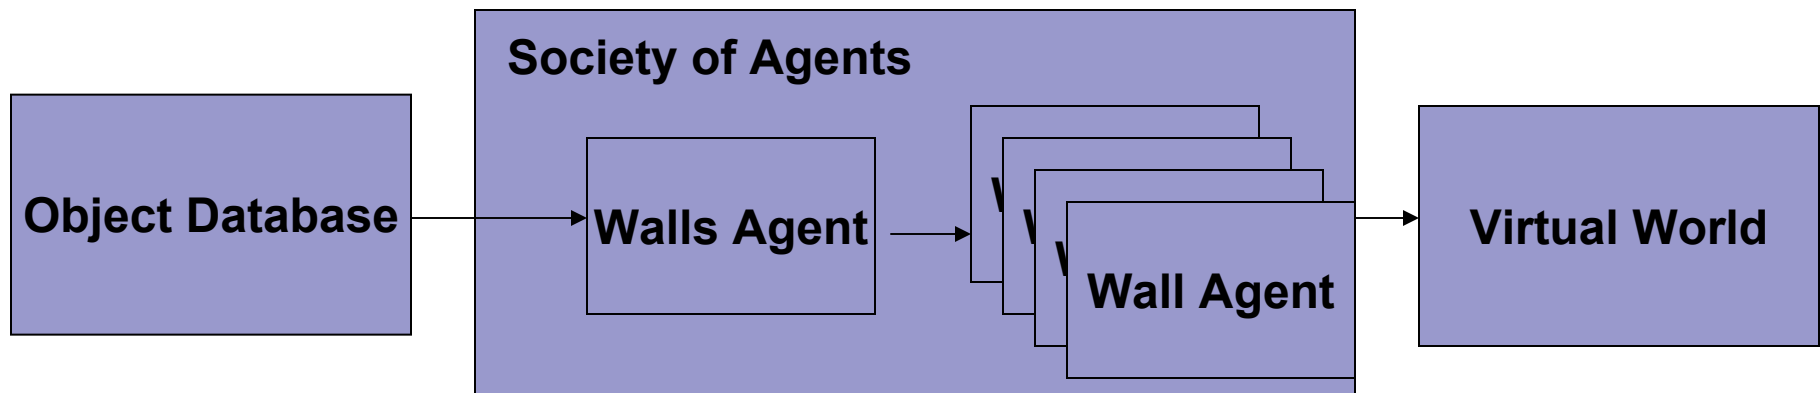 Society of Agents
Object Database
Walls Agent
Wall Agent
Virtual World